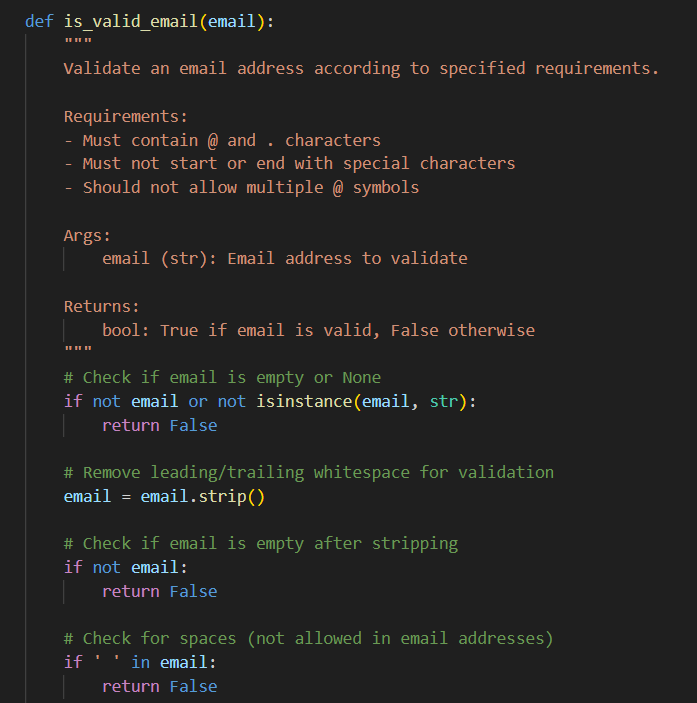 def is_valid_email(email):
    """
    Validate an email address according to specified requirements.

    Requirements:
    - Must contain @ and . characters
    - Must not start or end with special characters
    - Should not allow multiple @ symbols

    Args:
        email (str): Email address to validate

    Returns:
        bool: True if email is valid, False otherwise
    """
    # Check if email is empty or None
    if not email or not isinstance(email, str):
        return False

    # Remove leading/trailing whitespace for validation
    email = email.strip()

    # Check if email is empty after stripping
    if not email:
        return False

    # Check for spaces (not allowed in email addresses)
    if ' ' in email:
        return False